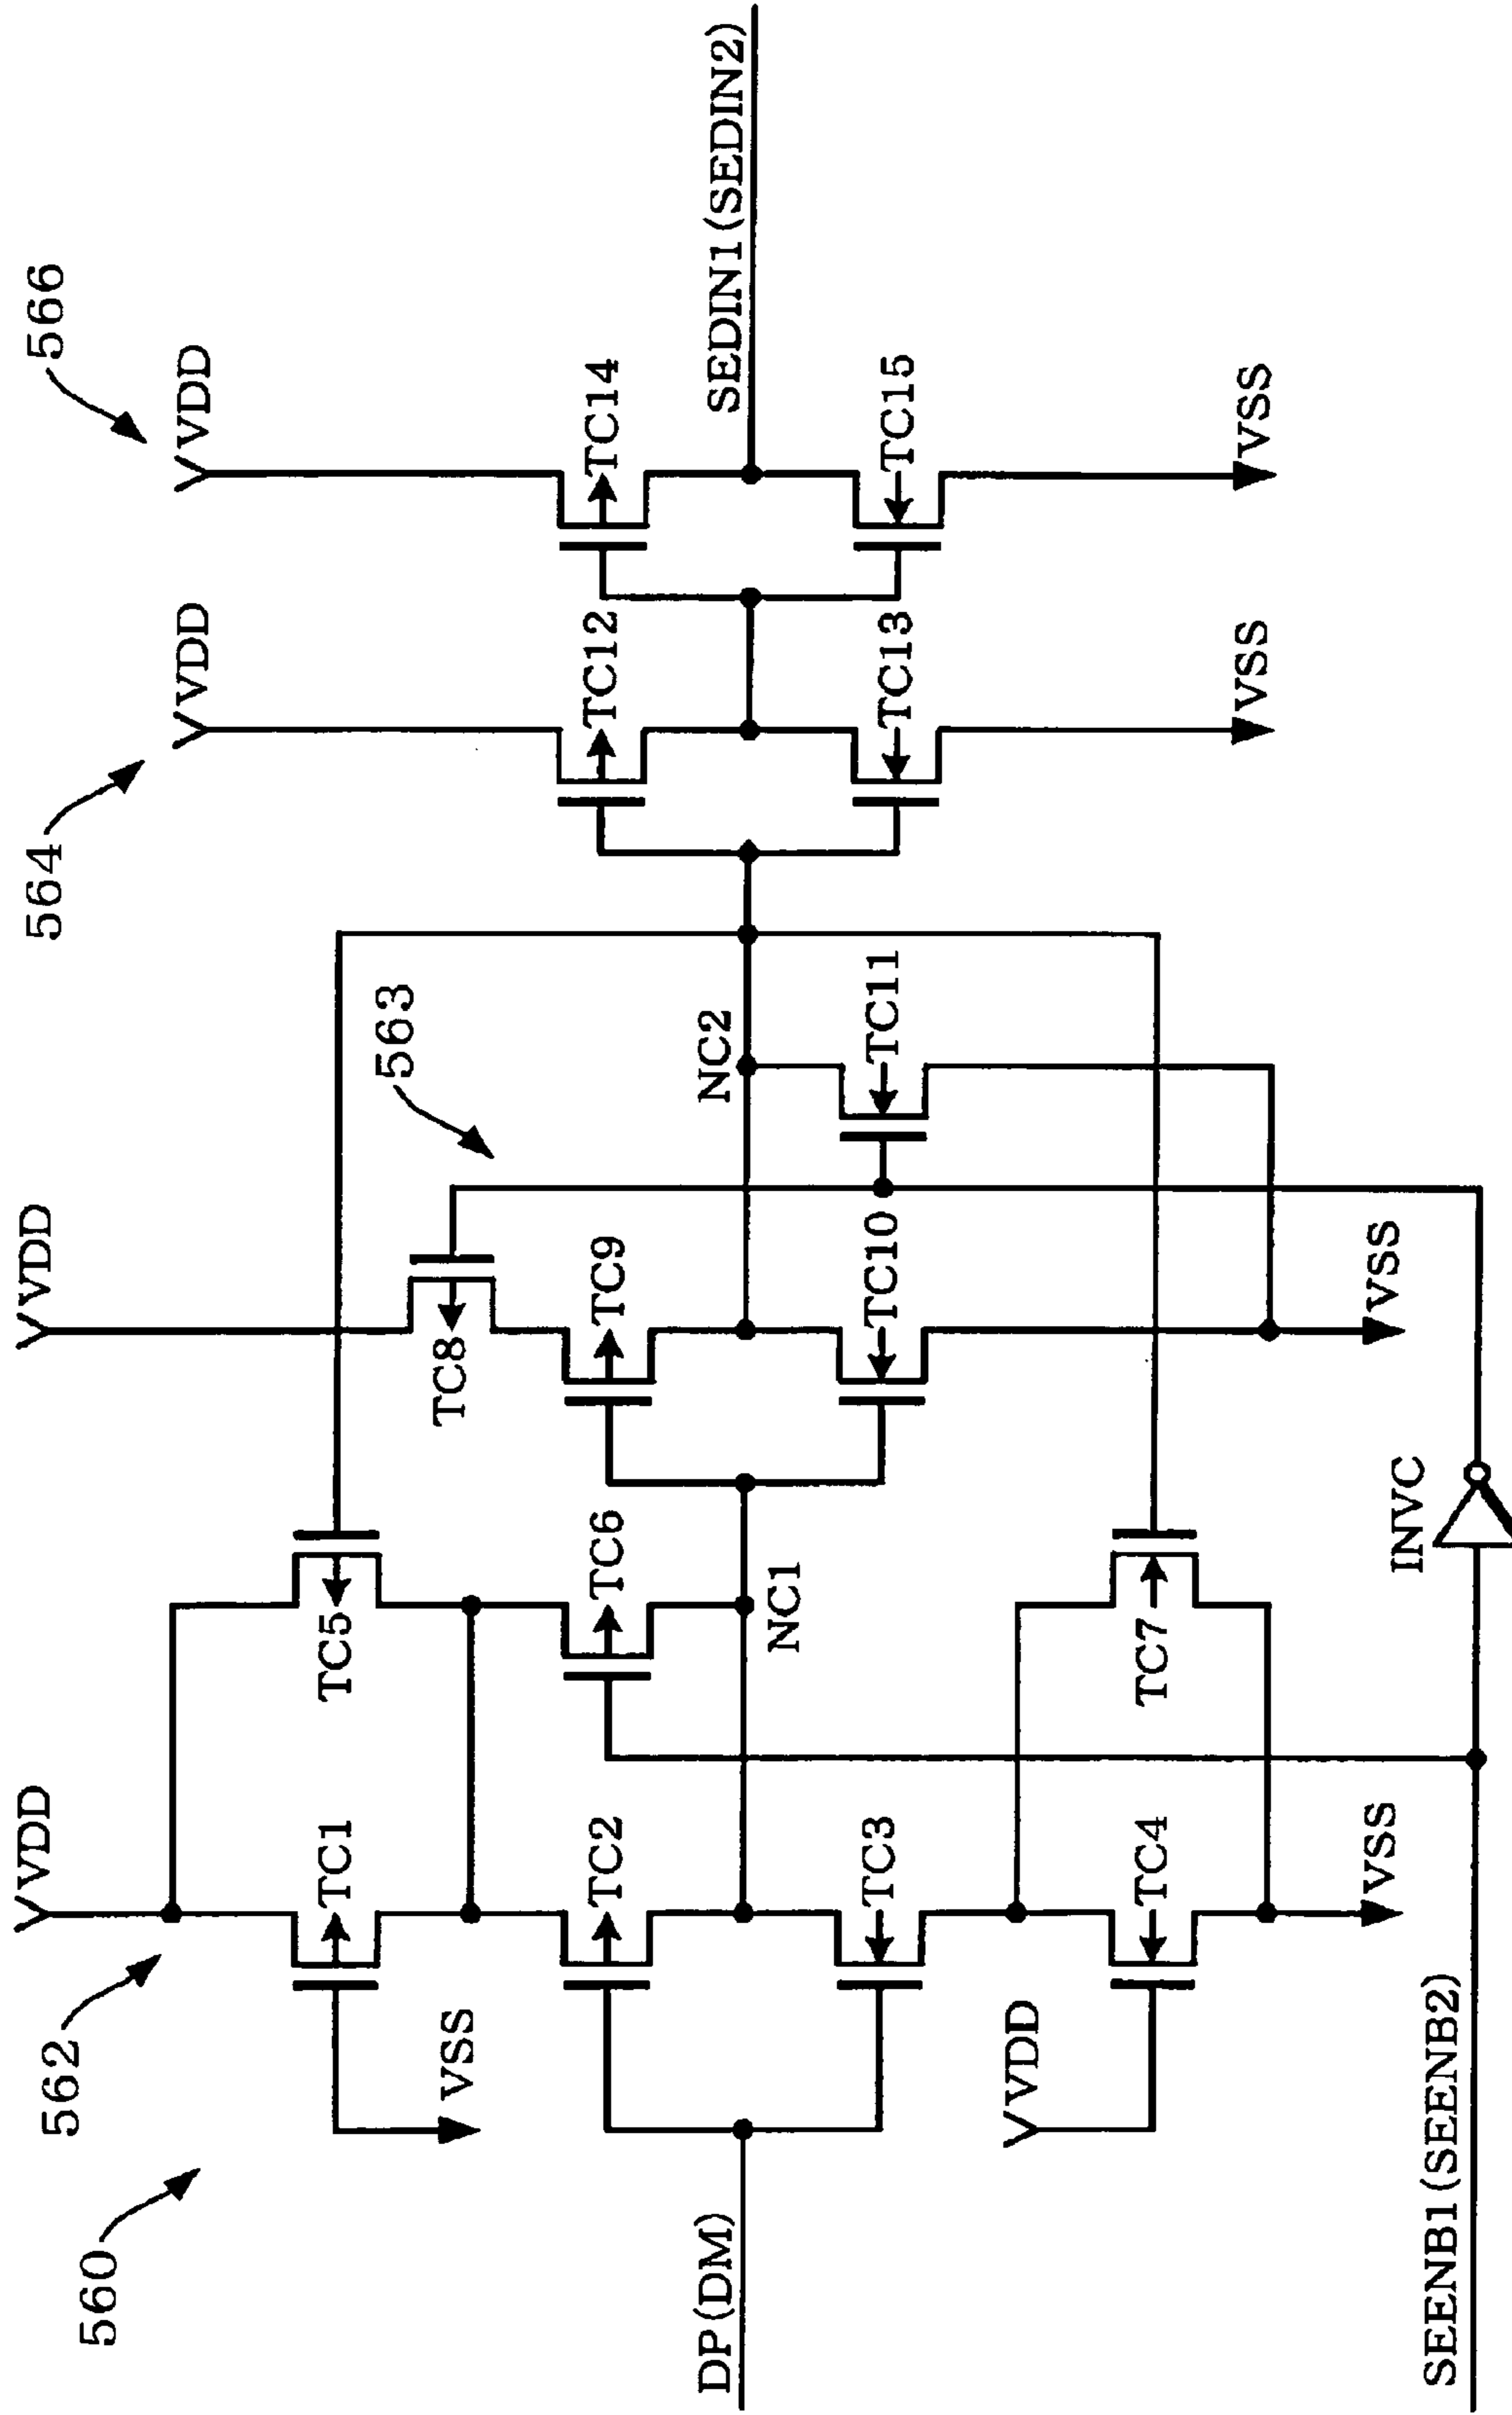 560
562
VDD
VSS
TC1
TC5
TC2
TC6
DP(DM)
NC1
TC3
VDD
TC4
TC7
VSS
SEENB1(SEENB2)
INVC
563
VDD
TC8
TC9
NC2
TC10
TC11
VSS
564
VDD
TC12
TC13
VSS
566
VDD
TC14
SEDIN1(SEDIN2)
TC15
VSS